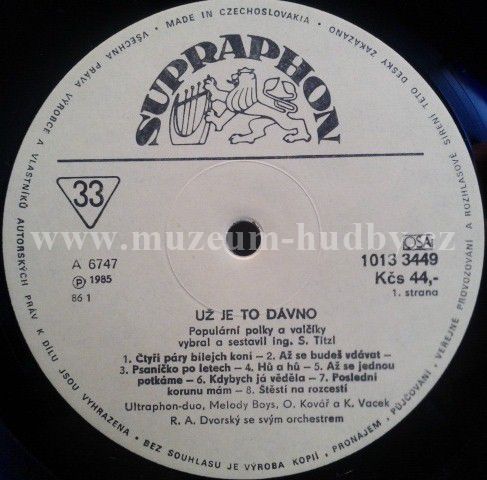 MADE IN CZECHOSLOVAKIA • VŠECHNA PRÁVA VÝROBCE A VLASTNÍKŮ AUTORSKÝCH PRÁV K DÍLU JSOU VYHRAZENA • BEZ SOUHLASU JE VÝROBA KOPIÍ, PRONÁJEM, PŮJČOVÁNÍ, VEŘEJNÉ PROVOZOVÁNÍ A ROZHLASOVÉ ŠÍŘENÍ TÉTO DESKY ZAKÁZÁNO
SUPRAPHON
33
www.muzeum-hudby.cz
OSA
A 6747
1013 3449
℗ 1985
Kčs 44,-
86 1
1. strana
UŽ JE TO DÁVNO
Populární polky a valčíky
vybral a sestavil ing. S. Titzl
1. Čtyři páry bílejch koní – 2. Až se budeš vdávat –
3. Psaníčko po letech – 4. Hů a hů – 5. Až se jednou
potkáme – 6. Kdybych já věděla – 7. Poslední
korunu mám – 8. Štěstí na rozcestí
Ultraphon-duo, Melody Boys, O. Kovář a K. Vacek
R. A. Dvorský se svým orchestrem